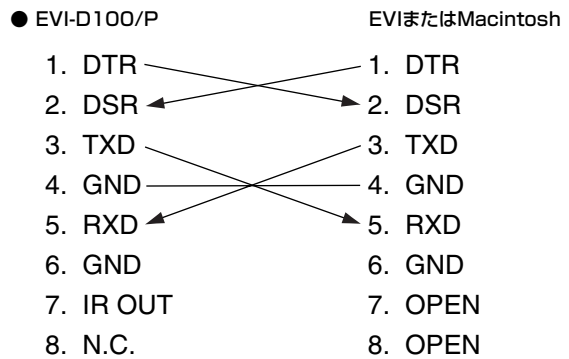 ● EVI-D100/P EVIまたはMacintosh
1. DTR 1. DTR
2. DSR 2. DSR
3. TXD 3. TXD
4. GND 4. GND
5. RXD 5. RXD
6. GND 6. GND
7. IR OUT 7. OPEN
8. N.C. 8. OPEN